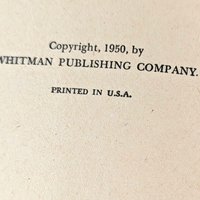 Copyright, 1950, by
WHITMAN PUBLISHING COMPANY.
PRINTED IN U.S.A.